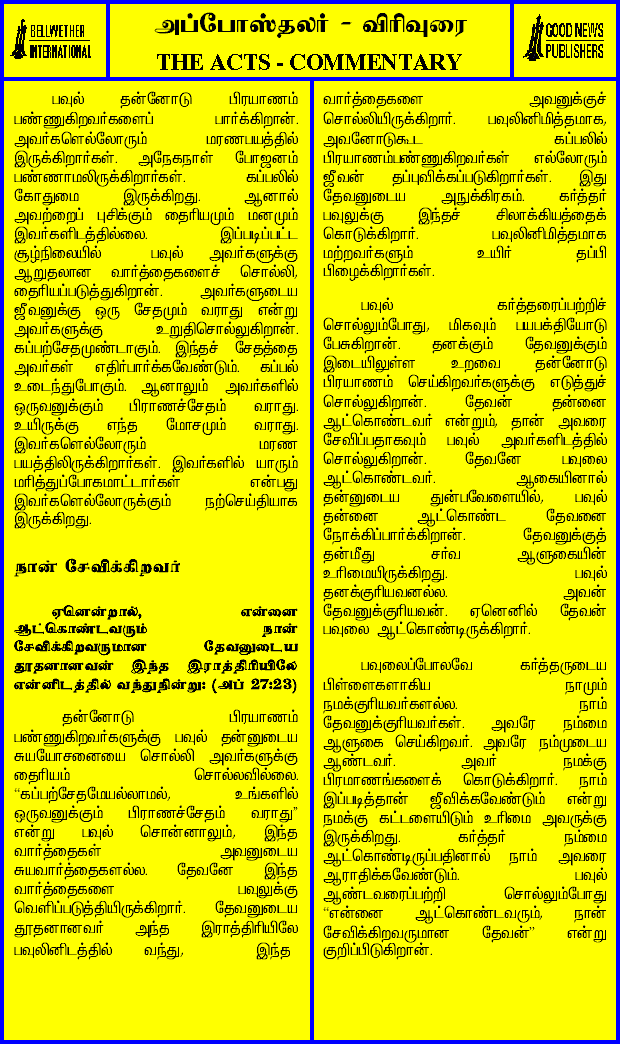 BELLWETHER
INTERNATIONAL
அப்போஸ்தலர் - விரிவுரை
THE ACTS - COMMENTARY
GOOD NEWS
PUBLISHERS
பவுல் தன்னோடு பிரயாணம்
பண்ணுகிறவர்களைப் பார்க்கிறான்.
அவர்களெல்லோரும் மரணபயத்தில்
இருக்கிறார்கள். அநேகநாள் போஜனம்
பண்ணாமலிருக்கிறார்கள். கப்பலில்
கோதுமை இருக்கிறது. ஆனால்
அவற்றைப் புசிக்கும் தைரியமும் மனமும்
இவர்களிடத்தில்லை. இப்படிப்பட்ட
சூழ்நிலையில் பவுல் அவர்களுக்கு
ஆறுதலான வார்த்தைகளைச் சொல்லி,
தைரியப்படுத்துகிறான். அவர்களுடைய
ஜீவனுக்கு ஒரு சேதமும் வராது என்று
அவர்களுக்கு உறுதிசொல்லுகிறான்.
கப்பற்சேதமுண்டாகும். இந்தச் சேதத்தை
அவர்கள் எதிர்பார்க்கவேண்டும். கப்பல்
உடைந்துபோகும். ஆனாலும் அவர்களில்
ஒருவனுக்கும் பிராணச்சேதம் வராது.
உயிருக்கு எந்த மோசமும் வராது.
இவர்களெல்லோரும் மரண
பயத்திலிருக்கிறார்கள். இவர்களில் யாரும்
மரித்துப்போகமாட்டார்கள் என்பது
இவர்களெல்லோருக்கும் நற்செய்தியாக
இருக்கிறது.
நான் சேவிக்கிறவர்
ஏனென்றால், என்னை
ஆட்கொண்டவரும் நான்
சேவிக்கிறவருமான தேவனுடைய
தூதனானவன் இந்த இராத்திரியிலே
என்னிடத்தில் வந்துநின்று: (அப் 27:23)
தன்னோடு பிரயாணம்
பண்ணுகிறவர்களுக்கு பவுல் தன்னுடைய
சுயயோசனையை சொல்லி அவர்களுக்கு
தைரியம் சொல்லவில்லை.
“கப்பற்சேதமேயல்லாமல், உங்களில்
ஒருவனுக்கும் பிராணச்சேதம் வராது”
என்று பவுல் சொன்னாலும், இந்த
வார்த்தைகள் அவனுடைய
சுயவார்த்தைகளல்ல. தேவனே இந்த
வார்த்தைகளை பவுலுக்கு
வெளிப்படுத்தியிருக்கிறார். தேவனுடைய
தூதனானவர் அந்த இராத்திரியிலே
பவுலினிடத்தில் வந்து, இந்த
வார்த்தைகளை அவனுக்குச்
சொல்லியிருக்கிறார். பவுலினிமித்தமாக,
அவனோடுகூட கப்பலில்
பிரயாணம்பண்ணுகிறவர்கள் எல்லோரும்
ஜீவன் தப்புவிக்கப்படுகிறார்கள். இது
தேவனுடைய அநுக்கிரகம். கர்த்தர்
பவுலுக்கு இந்தச் சிலாக்கியத்தைக்
கொடுக்கிறார். பவுலினிமித்தமாக
மற்றவர்களும் உயிர் தப்பி
பிழைக்கிறார்கள்.
பவுல் கர்த்தரைப்பற்றிச்
சொல்லும்போது, மிகவும் பயபக்தியோடு
பேசுகிறான். தனக்கும் தேவனுக்கும்
இடையிலுள்ள உறவை தன்னோடு
பிரயாணம் செய்கிறவர்களுக்கு எடுத்துச்
சொல்லுகிறான். தேவன் தன்னை
ஆட்கொண்டவர் என்றும், தான் அவரை
சேவிப்பதாகவும் பவுல் அவர்களிடத்தில்
சொல்லுகிறான். தேவனே பவுலை
ஆட்கொண்டவர். ஆகையினால்
தன்னுடைய துன்பவேளையில், பவுல்
தன்னை ஆட்கொண்ட தேவனை
நோக்கிப்பார்க்கிறான். தேவனுக்குத்
தன்மீது சர்வ ஆளுகையின்
உரிமையிருக்கிறது. பவுல்
தனக்குரியவனல்ல. அவன்
தேவனுக்குரியவன். ஏனெனில் தேவன்
பவுலை ஆட்கொண்டிருக்கிறார்.
பவுலைப்போலவே கர்த்தருடைய
பிள்ளைகளாகிய நாமும்
நமக்குரியவர்களல்ல. நாம்
தேவனுக்குரியவர்கள். அவரே நம்மை
ஆளுகை செய்கிறவர். அவரே நம்முடைய
ஆண்டவர். அவர் நமக்கு
பிரமாணங்களைக் கொடுக்கிறார். நாம்
இப்படித்தான் ஜீவிக்கவேண்டும் என்று
நமக்கு கட்டளையிடும் உரிமை அவருக்கு
இருக்கிறது. கர்த்தர் நம்மை
ஆட்கொண்டிருப்பதினால் நாம் அவரை
ஆராதிக்கவேண்டும். பவுல்
ஆண்டவரைப்பற்றி சொல்லும்போது
“என்னை ஆட்கொண்டவரும், நான்
சேவிக்கிறவருமான தேவன்” என்று
குறிப்பிடுகிறான்.